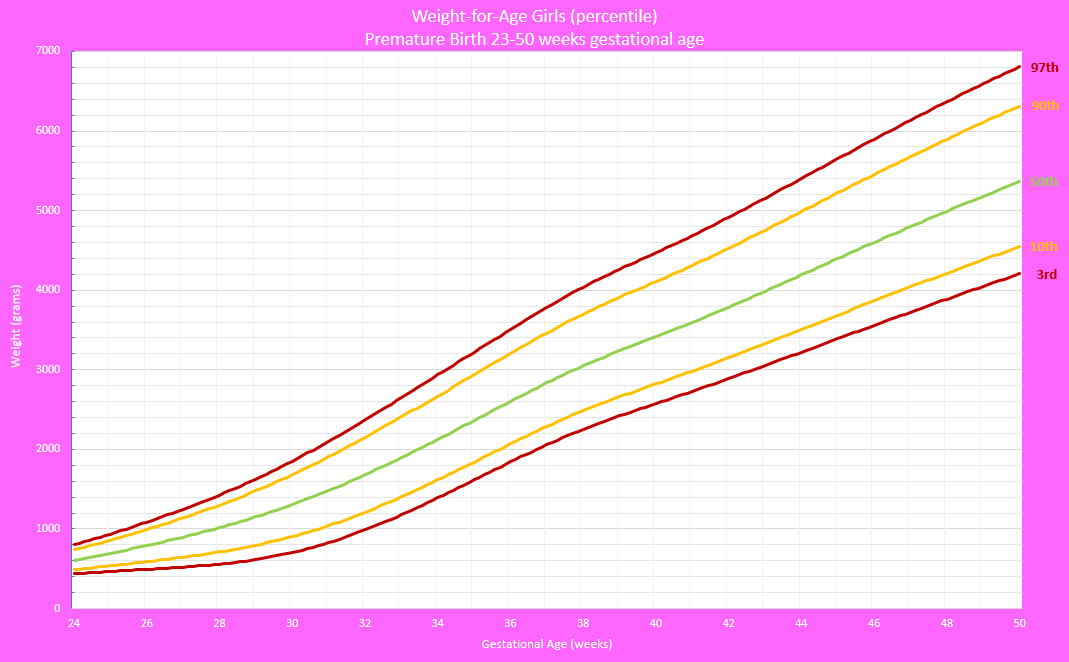 Weight-for-Age Girls (percentile)
Premature Birth 23-50 weeks gestational age
7000
6000
5000
4000
3000
2000
1000
0
Weight (grams)
97th
90th
50th
10th
3rd
24 26 28 30 32 34 36 38 40 42 44 46 48 50
Gestational Age (weeks)